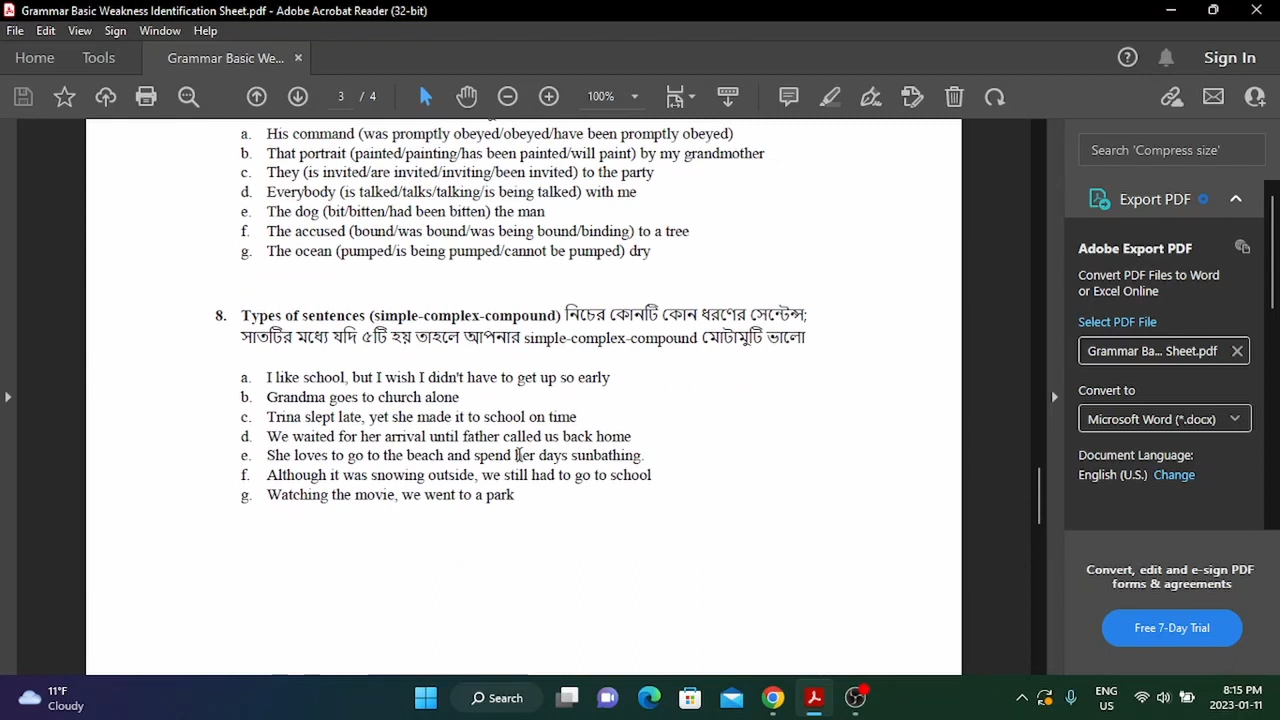 Grammar Basic Weakness Identification Sheet.pdf - Adobe Acrobat Reader (32-bit)
File Edit View Sign Window Help
Home Tools Grammar Basic We... × Sign In
3 / 4 100%
a. His command (was promptly obeyed/obeyed/have been promptly obeyed)
b. That portrait (painted/painting/has been painted/will paint) by my grandmother
c. They (is invited/are invited/inviting/been invited) to the party
d. Everybody (is talked/talks/talking/is being talked) with me
e. The dog (bit/bitten/had been bitten) the man
f. The accused (bound/was bound/was being bound/binding) to a tree
g. The ocean (pumped/is being pumped/cannot be pumped) dry
8. Types of sentences (simple-complex-compound) নিচের কোনটি কোন ধরণের সেন্টেন্স;
সাতটির মধ্যে যদি ৫টি হয় তাহলে আপনার simple-complex-compound মোটামুটি ভালো
a. I like school, but I wish I didn't have to get up so early
b. Grandma goes to church alone
c. Trina slept late, yet she made it to school on time
d. We waited for her arrival until father called us back home
e. She loves to go to the beach and spend her days sunbathing.
f. Although it was snowing outside, we still had to go to school
g. Watching the movie, we went to a park
Search 'Compress size'
Export PDF
Adobe Export PDF
Convert PDF Files to Word
or Excel Online
Select PDF File
Grammar Ba... Sheet.pdf
Convert to
Microsoft Word (*.docx)
Document Language:
English (U.S.) Change
Convert, edit and e-sign PDF
forms & agreements
Free 7-Day Trial
11°F
Cloudy
Search
ENG
US
8:15 PM
2023-01-11